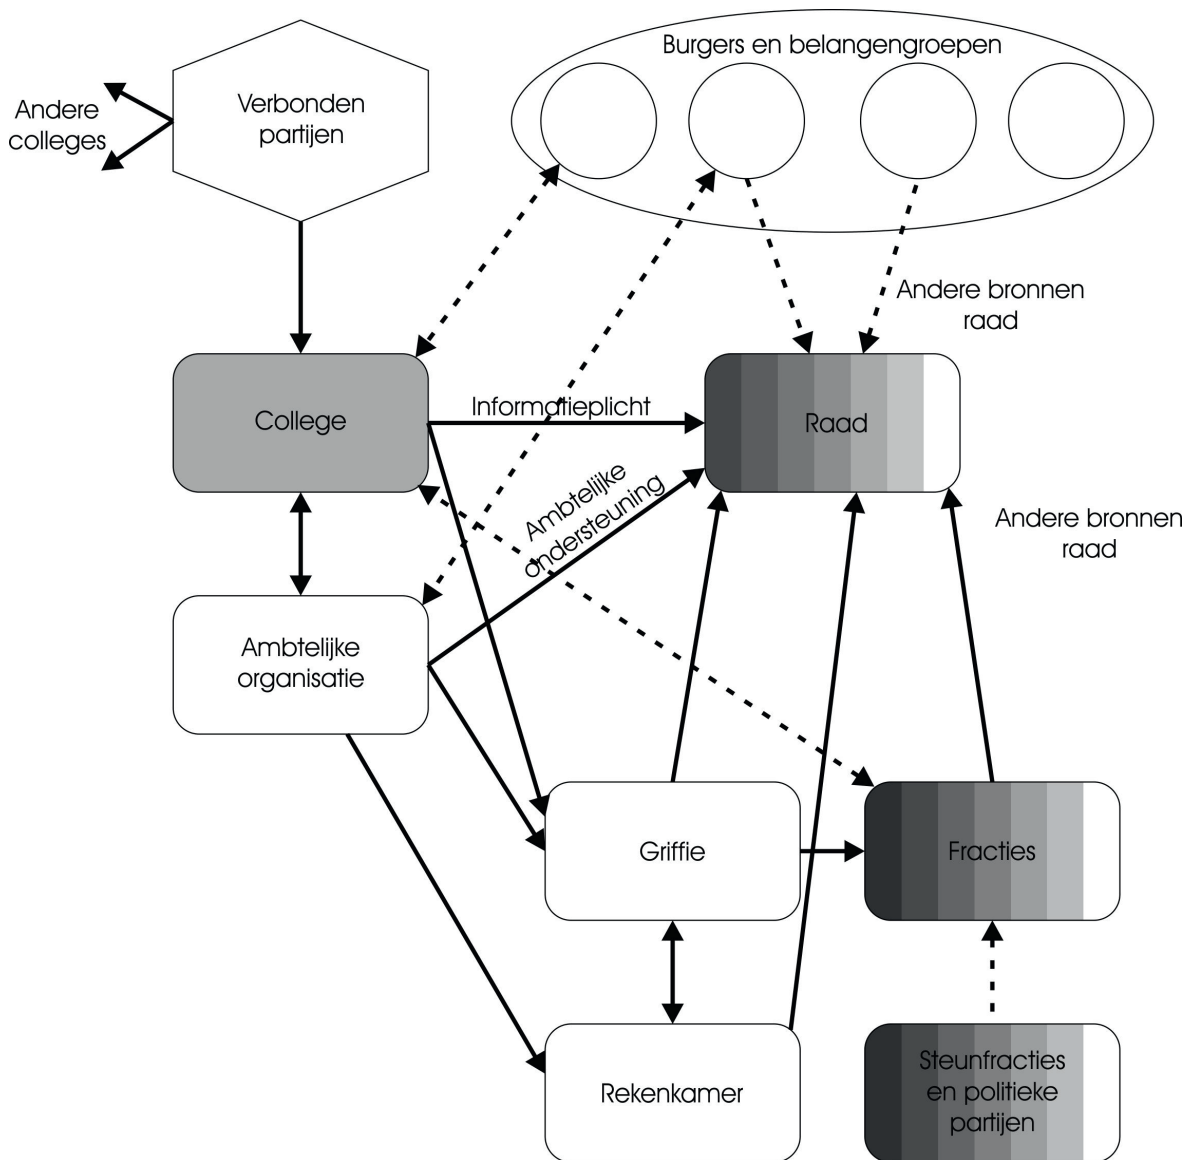 Burgers en belangengroepen
Verbonden
partijen
Andere
colleges
Andere bronnen
raad
College
Informatieplicht
Raad
Ambtelijke
ondersteuning
Andere bronnen
raad
Ambtelijke
organisatie
Griffie
Fracties
Rekenkamer
Steunfracties
en politieke
partijen